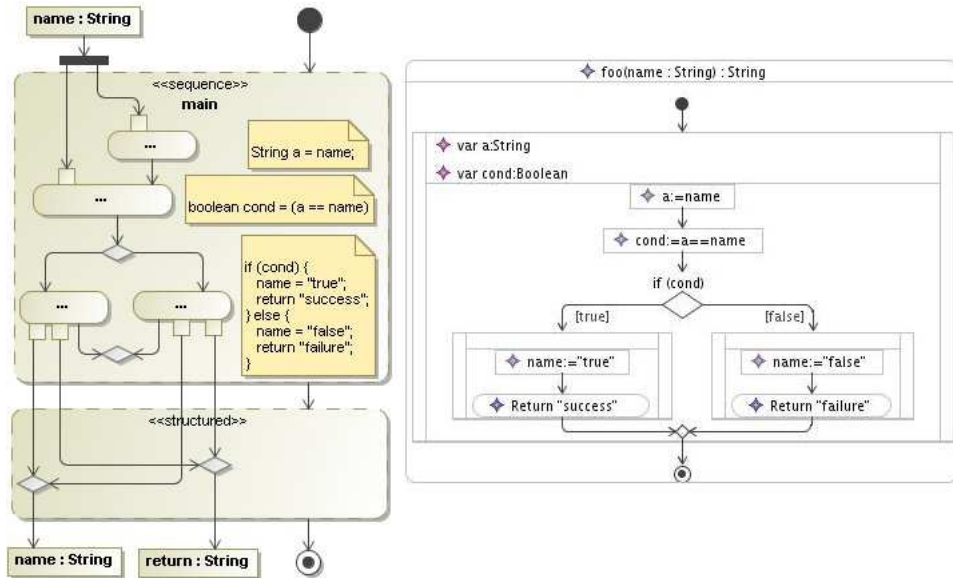 name : String
<<sequence>>
main
...
String a = name;
...
boolean cond = (a == name)
if (cond) {
name = "true";
return "success";
} else {
name = "false";
return "failure";
}
...
...
<<structured>>
name : String
return : String
foo(name : String) : String
var a:String
var cond:Boolean
a:=name
cond:=a==name
if (cond)
[true]
[false]
name:="true"
name:="false"
Return "success"
Return "failure"